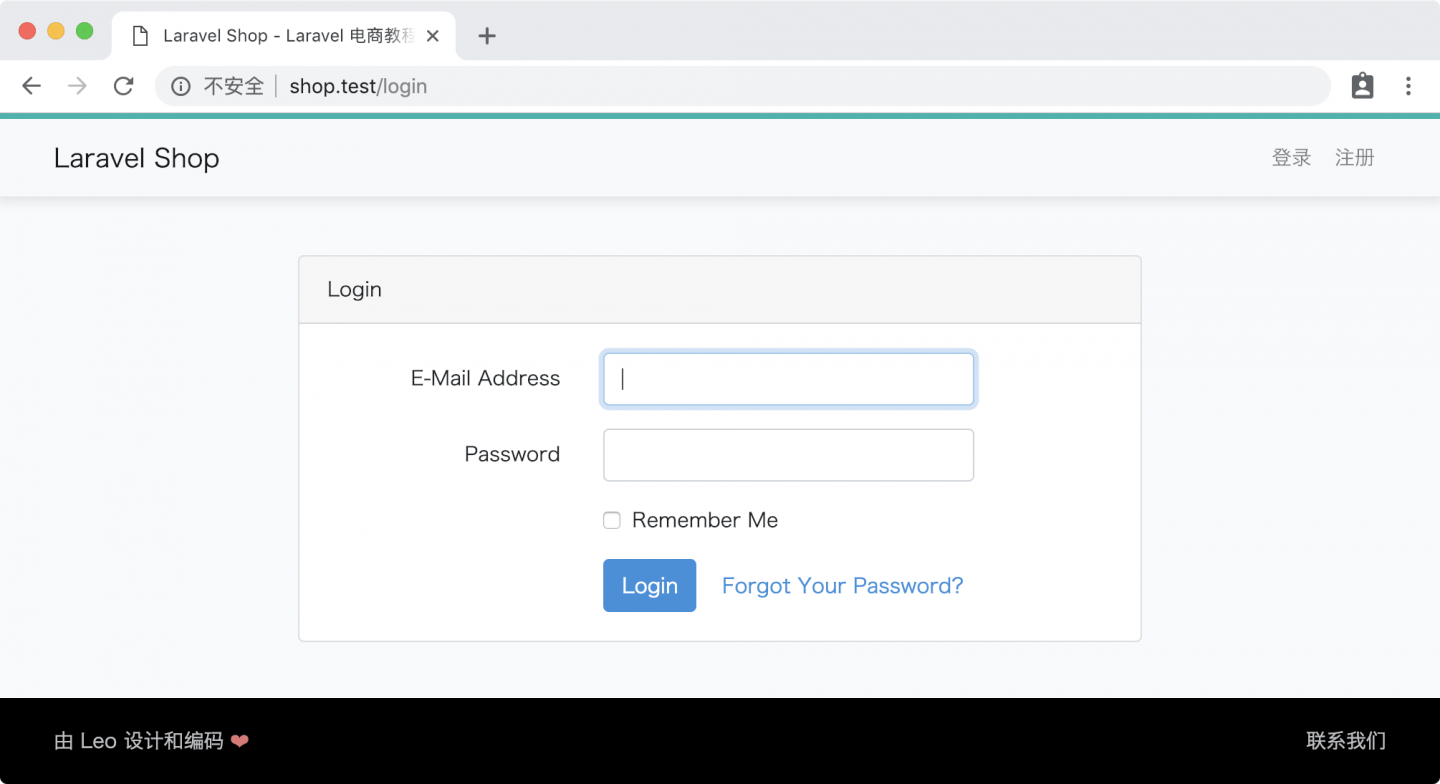 Laravel Shop - Laravel 电商教程
不安全 shop.test/login
Laravel Shop 登录 注册
Login
E-Mail Address
Password
Remember Me
Login Forgot Your Password?
由 Leo 设计和编码 ❤ 联系我们